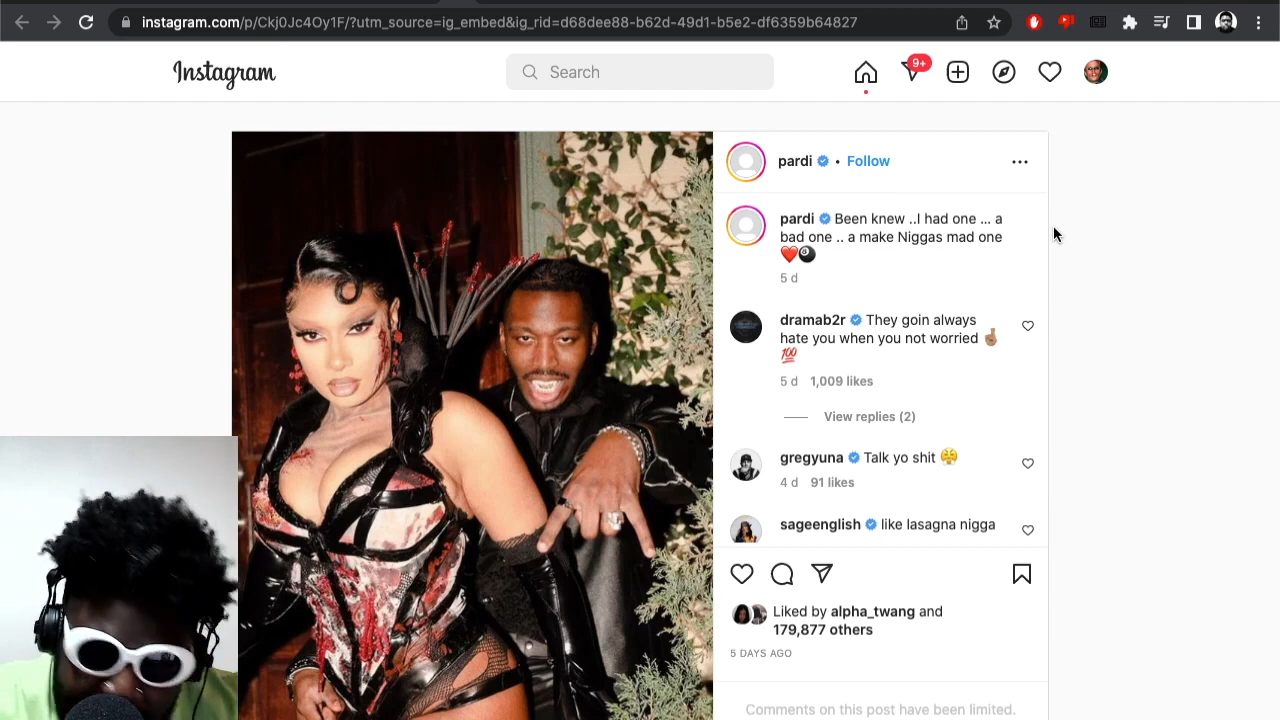 instagram.com/p/Ckj0Jc4Oy1F/?utm_source=ig_embed&ig_rid=d68dee88-b62d-49d1-b5e2-df6359b64827
Instagram
Search
9+
pardi • Follow
pardi Been knew ..I had one ... a
bad one .. a make Niggas mad one
❤️🎱
5 d
dramab2r They goin always
hate you when you not worried 🤞🏽
💯
5 d 1,009 likes
View replies (2)
gregyuna Talk yo shit 😤
4 d 91 likes
sageenglish like lasagna nigga
Liked by alpha_twang and
179,877 others
5 DAYS AGO
Comments on this post have been limited.